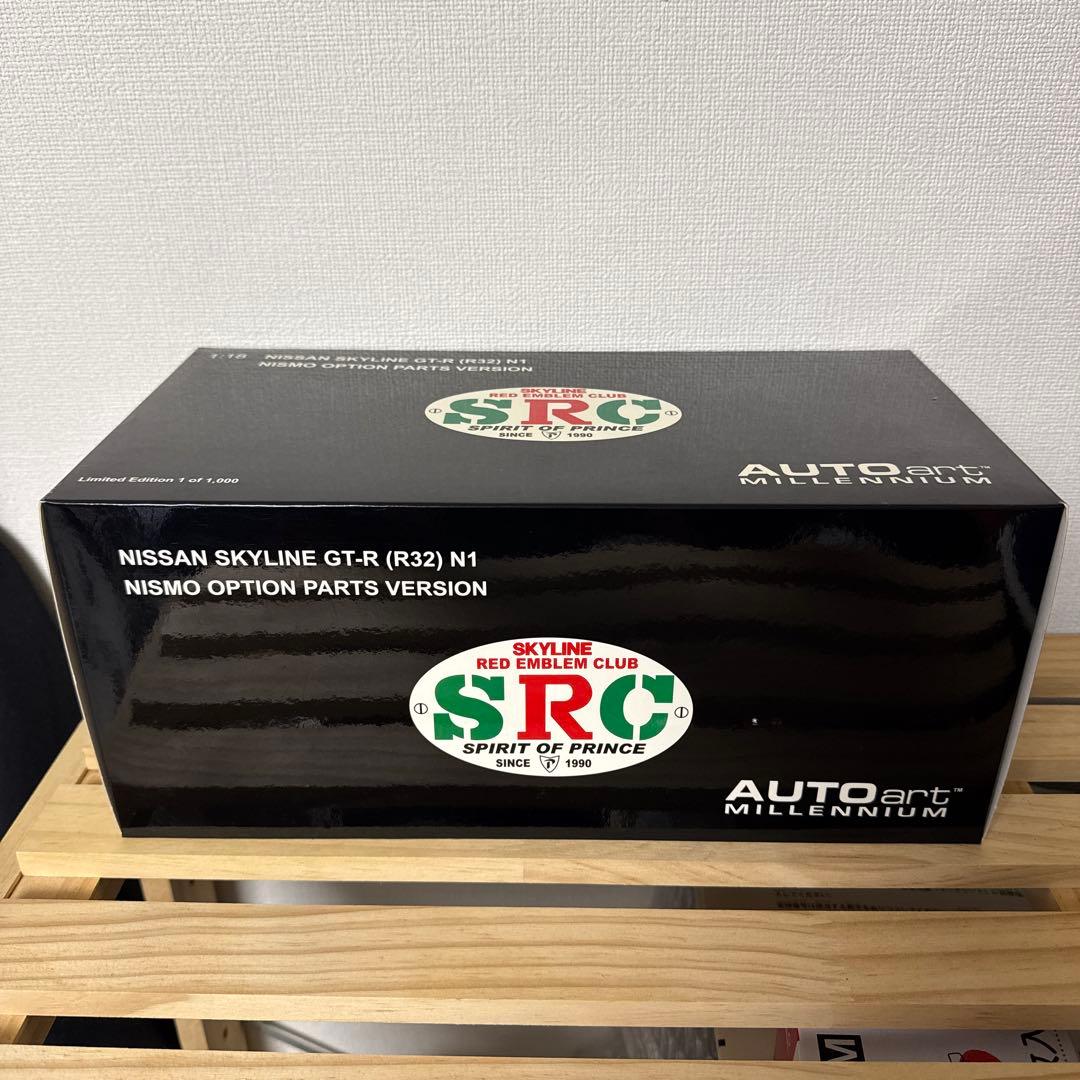 1:18 NISSAN SKYLINE GT-R (R32) N1
NISMO OPTION PARTS VERSION
SKYLINE
RED EMBLEM CLUB
SRC
SPIRIT OF PRINCE
SINCE 1990
Limited Edition 1 of 1,000
AUTOart™
MILLENNIUM
NISSAN SKYLINE GT-R (R32) N1
NISMO OPTION PARTS VERSION
SKYLINE
RED EMBLEM CLUB
SRC
SPIRIT OF PRINCE
SINCE 1990
AUTOart™
MILLENNIUM